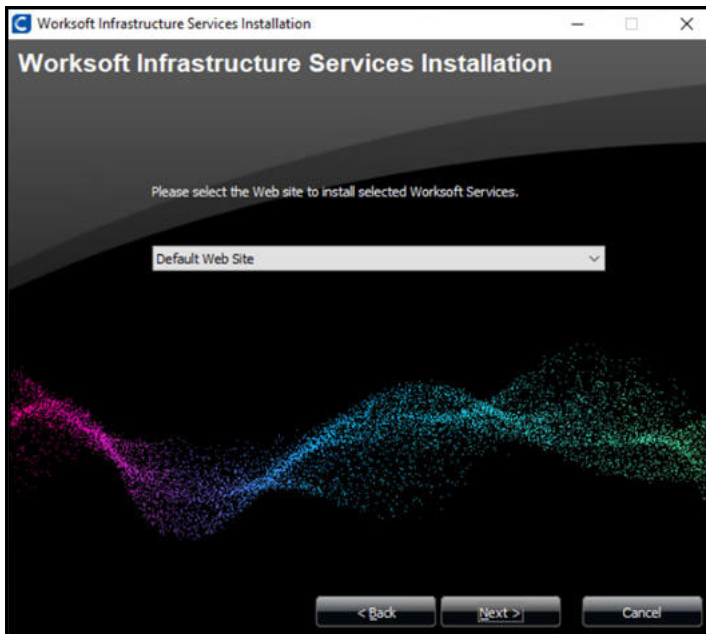 Worksoft Infrastructure Services Installation
Worksoft Infrastructure Services Installation
Please select the Web site to install selected Worksoft Services.
Default Web Site
< Back
Next >
Cancel